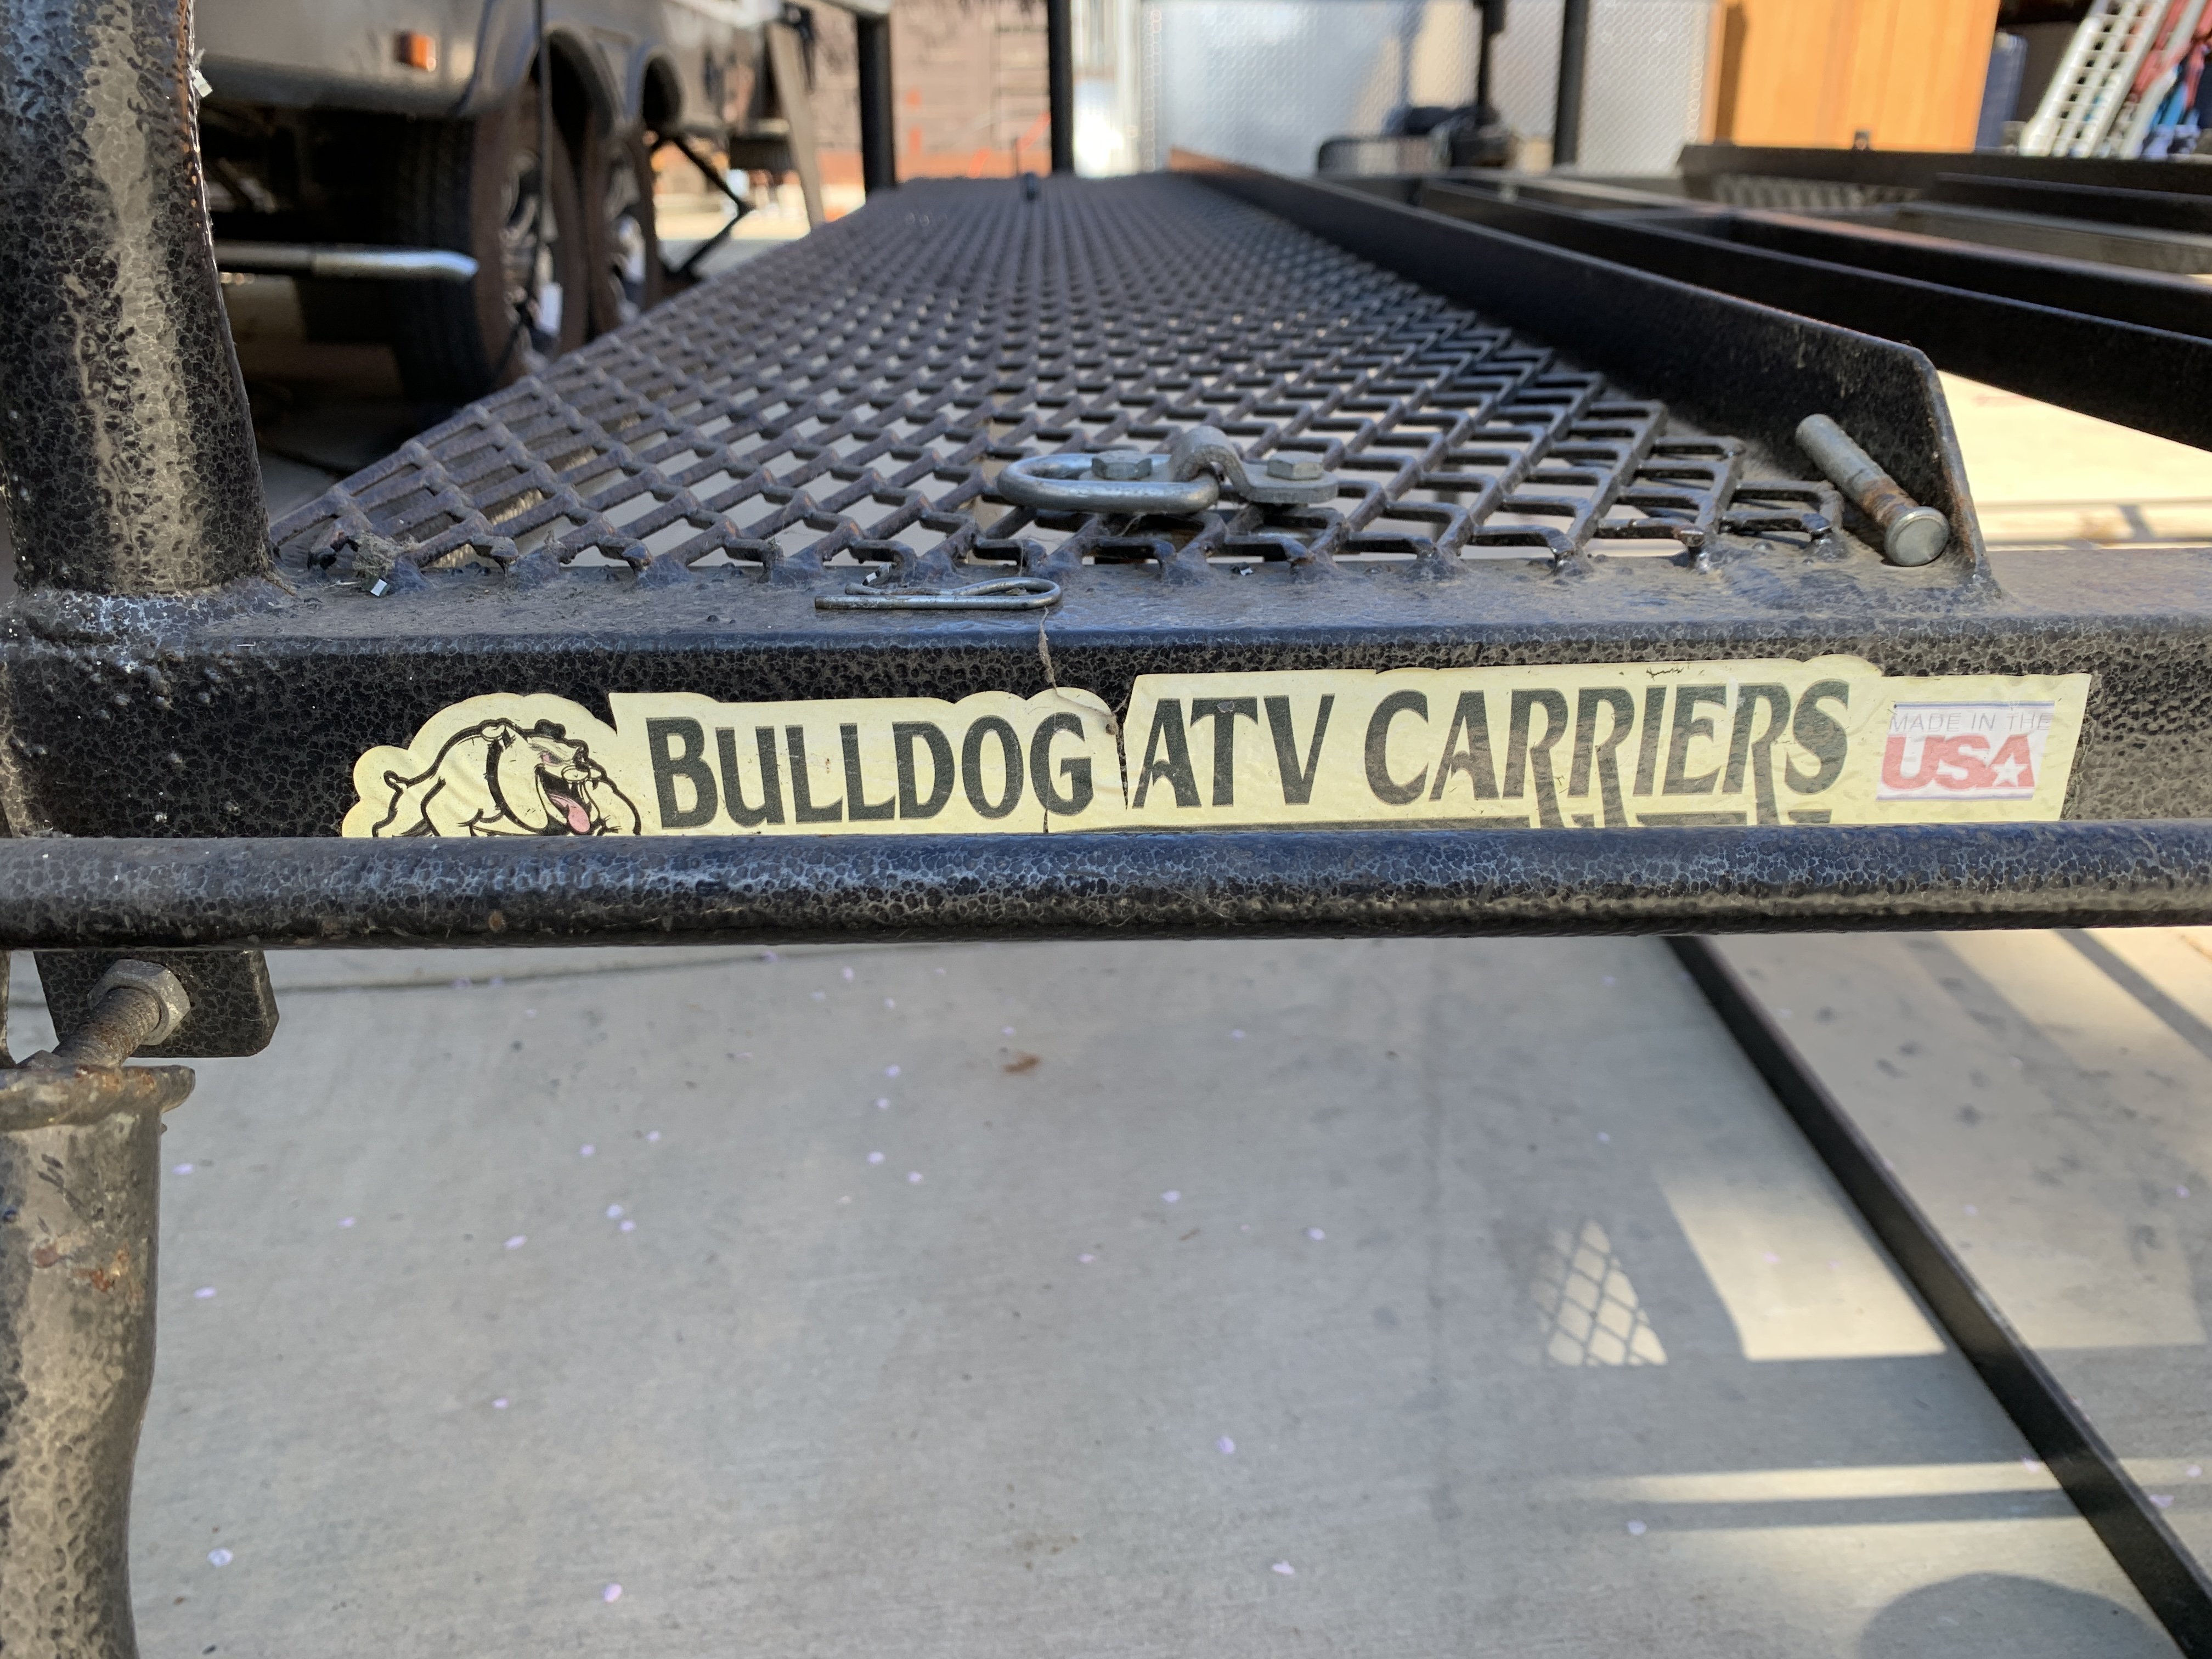 BULLDOG ATV CARRIERS
MADE IN THE
USA